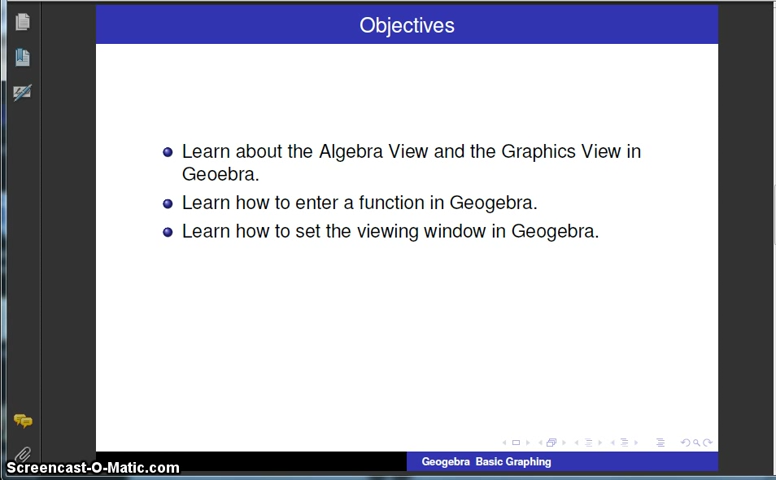 Objectives
Learn about the Algebra View and the Graphics View in
Geoebra.
Learn how to enter a function in Geogebra.
Learn how to set the viewing window in Geogebra.
Geogebra Basic Graphing
Screencast-O-Matic.com